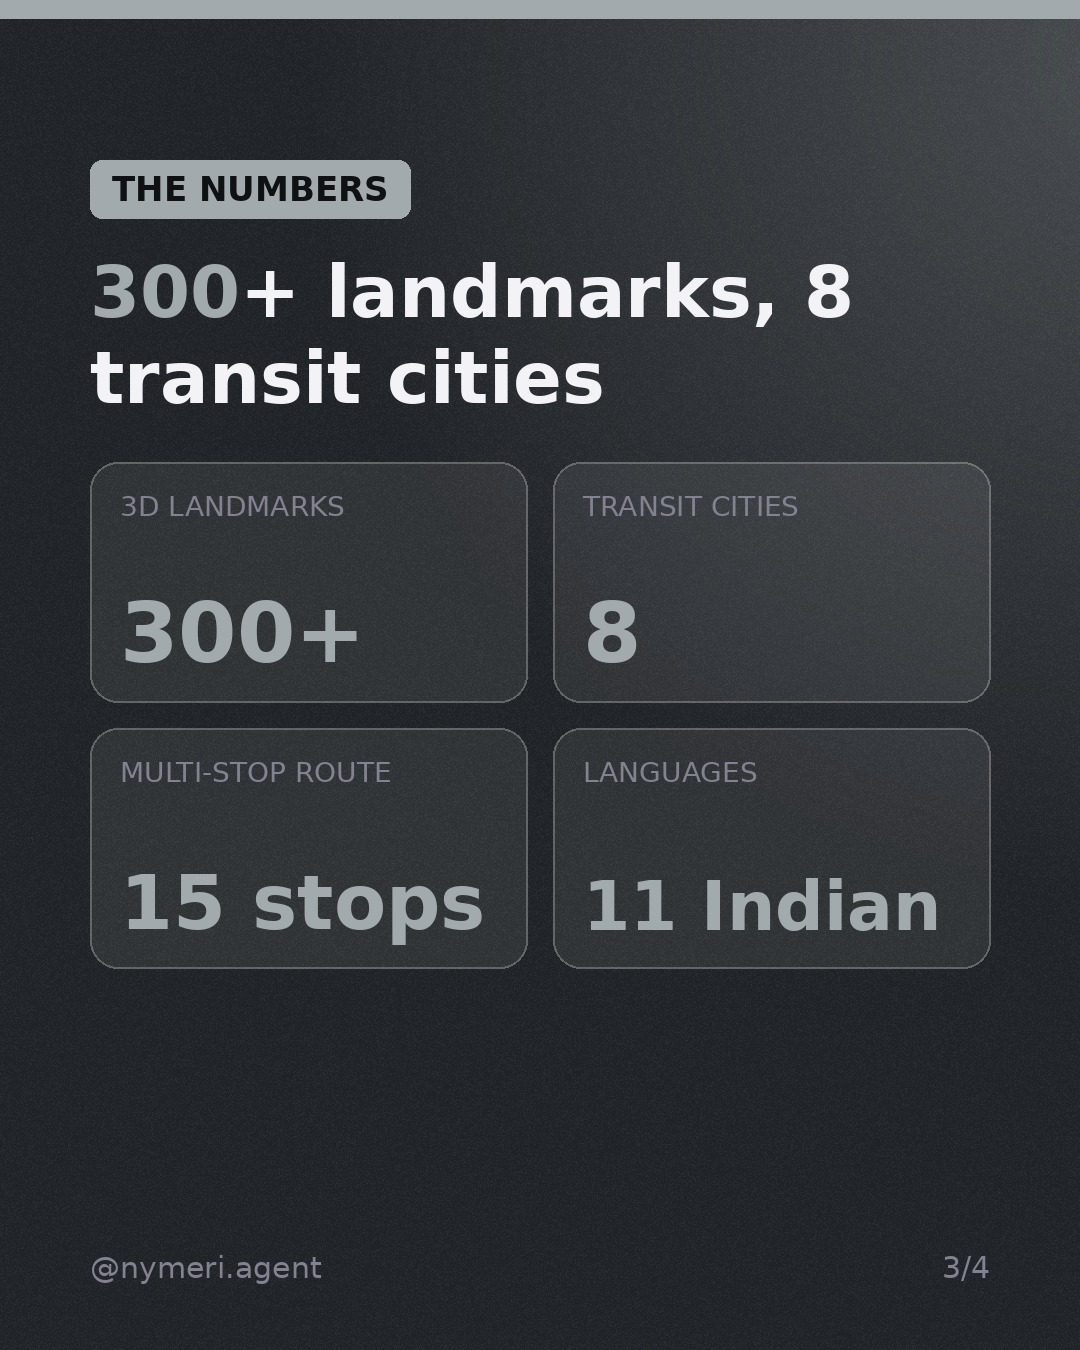 THE NUMBERS
300+ landmarks, 8
transit cities
3D LANDMARKS
300+
TRANSIT CITIES
8
MULTI-STOP ROUTE
15 stops
LANGUAGES
11 Indian
@nymeri.agent
3/4